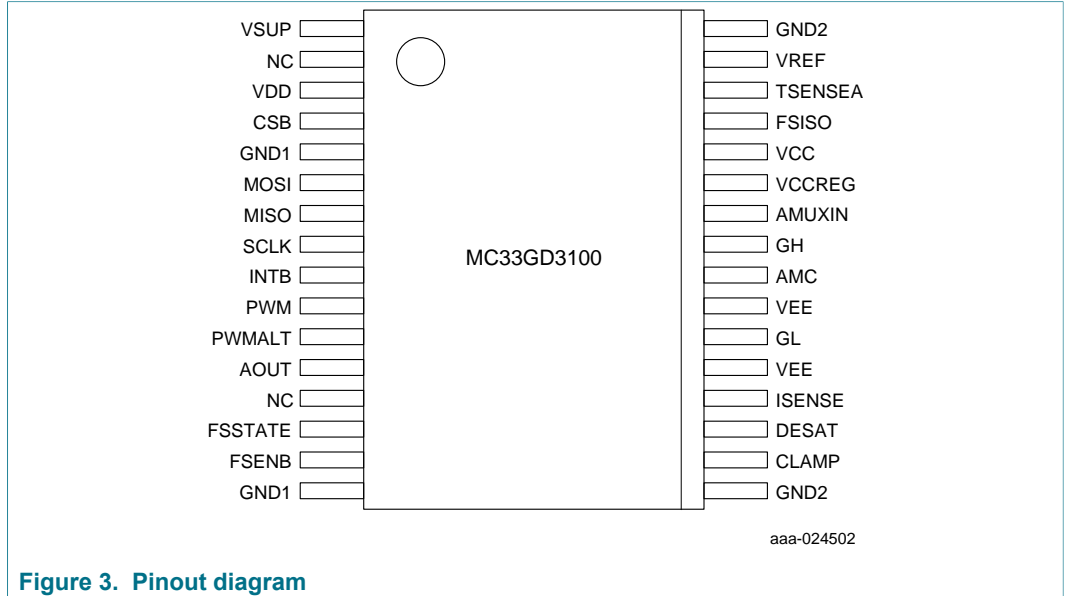 VSUP
NC
VDD
CSB
GND1
MOSI
MISO
SCLK
INTB
PWM
PWMALT
AOUT
NC
FSSTATE
FSENB
GND1
MC33GD3100
GND2
VREF
TSENSEA
FSISO
VCC
VCCREG
AMUXIN
GH
AMC
VEE
GL
VEE
ISENSE
DESAT
CLAMP
GND2
aaa-024502
Figure 3. Pinout diagram